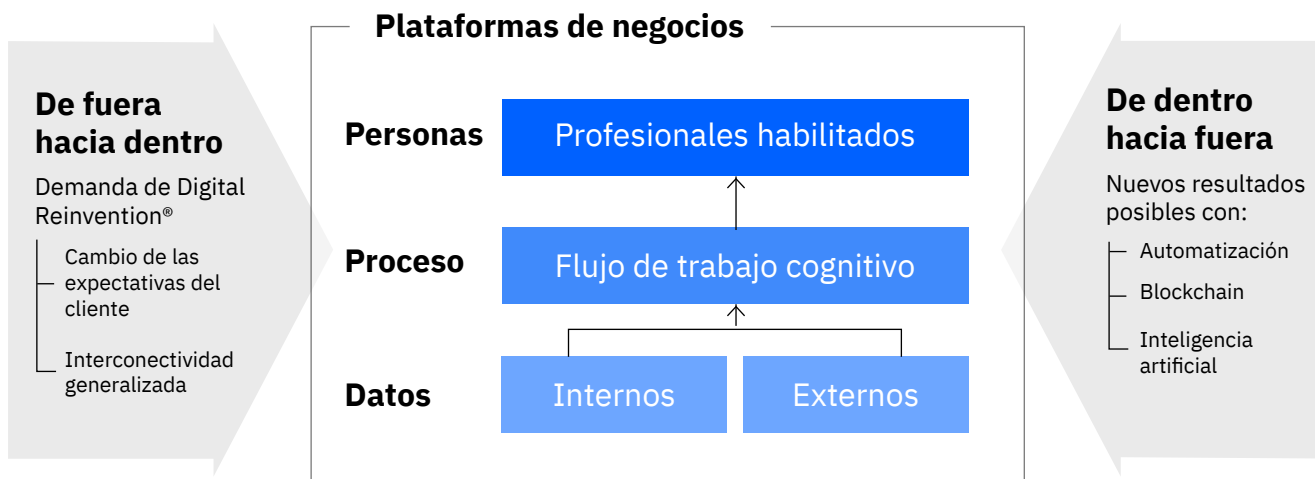 Plataformas de negocios
De fuera
hacia dentro
Demanda de Digital
Reinvention®
Cambio de las
expectativas del
cliente
Interconectividad
generalizada
Personas
Profesionales habilitados
Proceso
Flujo de trabajo cognitivo
Datos
Internos
Externos
De dentro
hacia fuera
Nuevos resultados
posibles con:
Automatización
Blockchain
Inteligencia
artificial